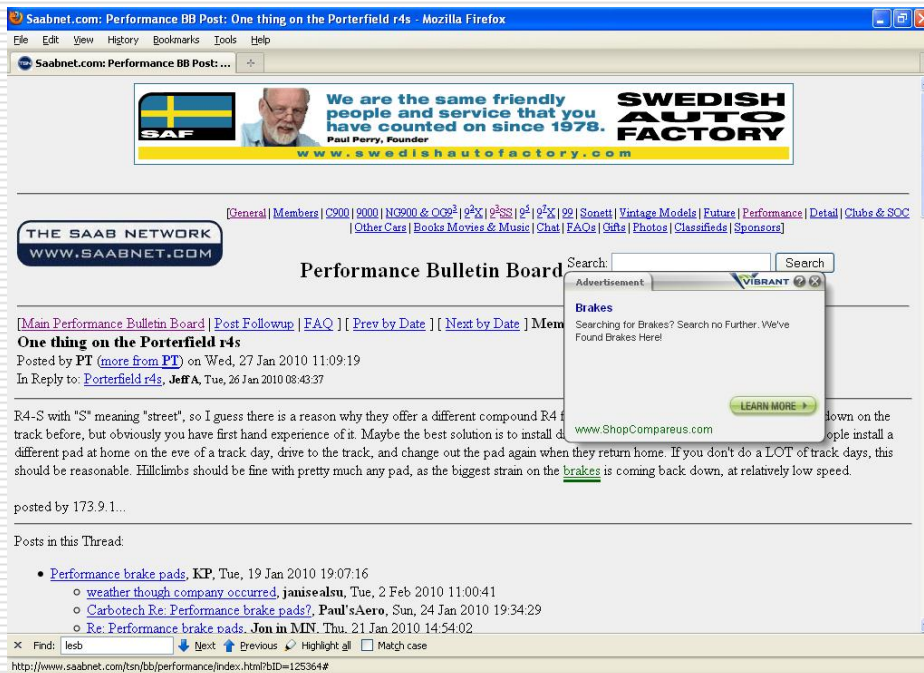 Saabnet.com: Performance BB Post: One thing on the Porterfield r4s - Mozilla Firefox
File Edit View History Bookmarks Tools Help
Saabnet.com: Performance BB Post: ...
SAF
We are the same friendly
people and service that you
have counted on since 1978.
Paul Perry, Founder
SWEDISH
AUTO
FACTORY
www.swedishautofactory.com
THE SAAB NETWORK
WWW.SAABNET.COM
[General | Members | C900 | 9000 | NG900 & OG93 | 92X | 93SS | 95 | 97X | 99 | Sonett | Vintage Models | Future | Performance | Detail | Clubs & SOC
| Other Cars | Books Movies & Music | Chat | FAQs | Gifts | Photos | Classifieds | Sponsors]
Performance Bulletin Board
Search: Search
Advertisement VIBRANT
Brakes
Searching for Brakes? Search no Further. We've
Found Brakes Here!
LEARN MORE
www.ShopCompareus.com
[Main Performance Bulletin Board | Post Followup | FAQ ] [ Prev by Date ] [ Next by Date ] Mem
One thing on the Porterfield r4s
Posted by PT (more from PT) on Wed, 27 Jan 2010 11:09:19
In Reply to: Porterfield r4s, Jeff A, Tue, 26 Jan 2010 08:43:37
R4-S with "S" meaning "street", so I guess there is a reason why they offer a different compound R4 down on the
track before, but obviously you have first hand experience of it. Maybe the best solution is to install people install a
different pad at home on the eve of a track day, drive to the track, and change out the pad again when they return home. If you don't do a LOT of track days, this
should be reasonable. Hillclimbs should be fine with pretty much any pad, as the biggest strain on the brakes is coming back down, at relatively low speed.
posted by 173.9.1...
Posts in this Thread:
Performance brake pads, KP, Tue, 19 Jan 2010 19:07:16
weather though company occurred, janisealsu, Tue, 2 Feb 2010 11:00:41
Carbotech Re: Performance brake pads?, Paul'sAero, Sun, 24 Jan 2010 19:34:29
Re: Performance brake pads, Jon in MN, Thu, 21 Jan 2010 14:54:02
Find: lesb Next Previous Highlight all Match case
http://www.saabnet.com/tsn/bb/performance/index.html?bID=125364#